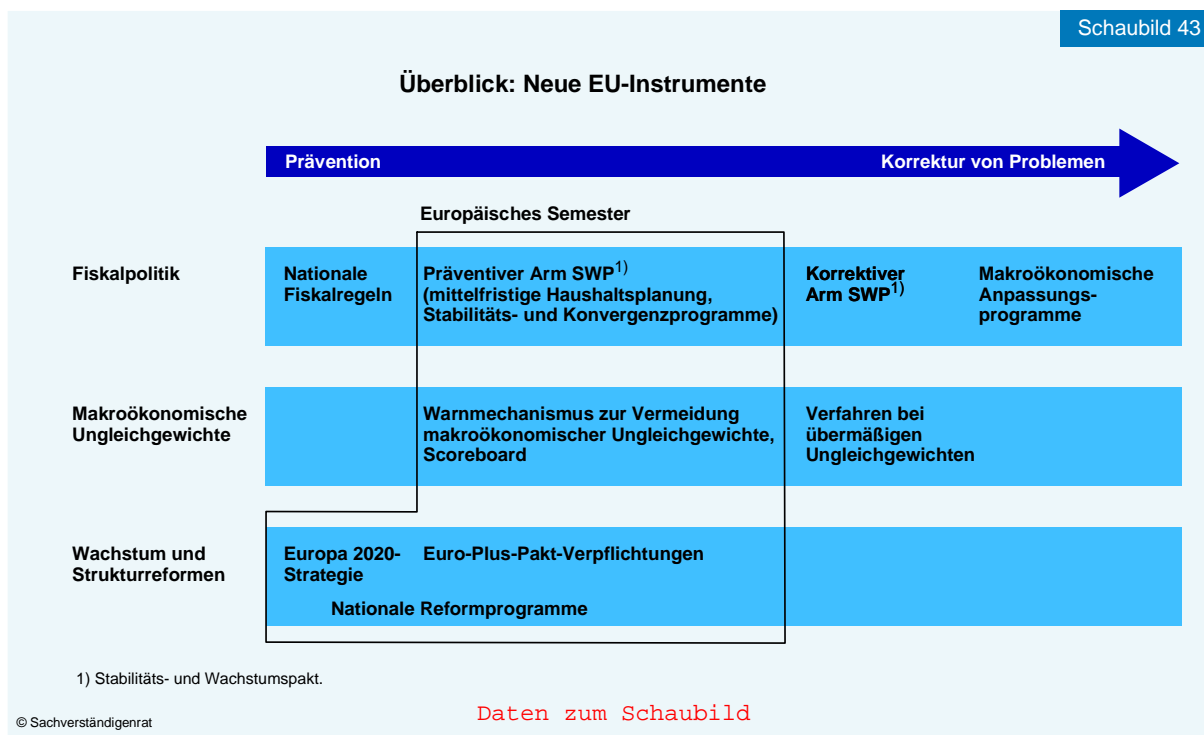 Schaubild 43
Überblick: Neue EU-Instrumente
Prävention
Korrektur von Problemen
Europäisches Semester
Fiskalpolitik
Nationale
Fiskalregeln
Präventiver Arm SWP1)
(mittelfristige Haushaltsplanung,
Stabilitäts- und Konvergenzprogramme)
Korrektiver
Arm SWP1)
Makroökonomische
Anpassungs-
programme
Makroökonomische
Ungleichgewichte
Warnmechanismus zur Vermeidung
makroökonomischer Ungleichgewichte,
Scoreboard
Verfahren bei
übermäßigen
Ungleichgewichten
Wachstum und
Strukturreformen
Europa 2020-
Strategie
Euro-Plus-Pakt-Verpflichtungen
Nationale Reformprogramme
1) Stabilitäts- und Wachstumspakt.
© Sachverständigenrat
Daten zum Schaubild